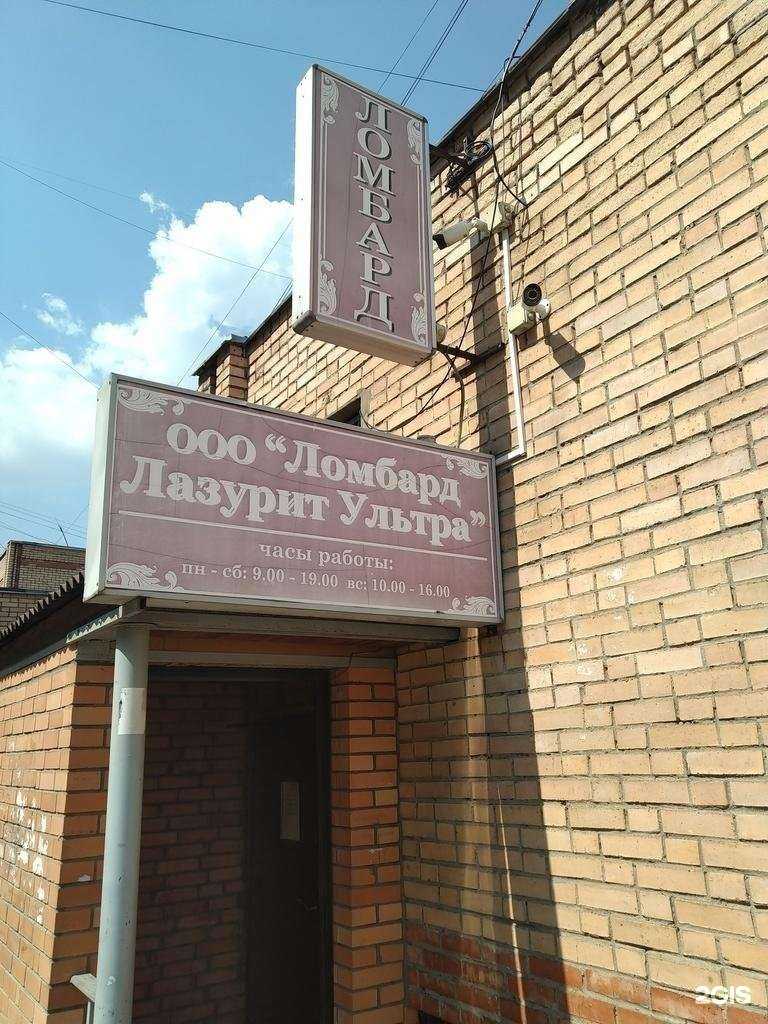 ЛОМБАРД
ООО "Ломбард
Лазурит Ультра"
часы работы:
пн - сб: 9.00 - 19.00 вс: 10.00 - 16.00
2GIS